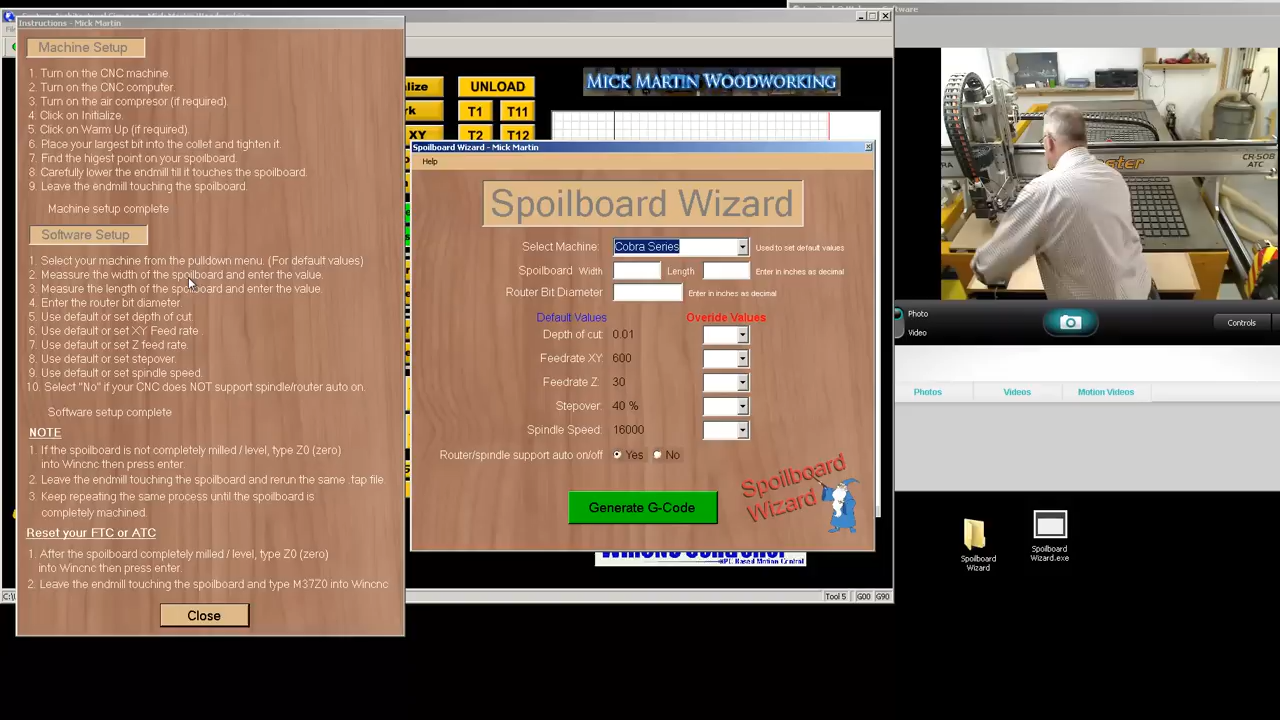 Instructions - Mick Martin
Machine Setup
1. Turn on the CNC machine.
2. Turn on the CNC computer.
3. Turn on the air compresor (if required).
4. Click on Initialize.
5. Click on Warm Up (if required)
6. Place your largest bit into the collet and tighten it.
7. Find the higest point on your spoilboard.
8. Carefully lower the endmill till if touches the spoilboard.
9. Leave the endmill touching the spoilboard.
Machine setup complete
Software Setup
1. Select your machine from the pulldown menu. (For default values)
2. Meassure the width of the spoilboard and enter the value.
3. Measure the length of the spoilboard and enter the value.
4. Enter the router bit diameter
5. Use default or set depth of cut.
6. Use default or set XY Feed rate .
7. Use default or set Z feed rate.
8. Use default or set stepover.
9. Use default or set spindle speed.
10. Select "No" if your CNC does NOT support spindle/router auto on.
Software setup complete
NOTE
1. If the spoilboard is not completely milled / level, type Z0 (zero)
into Wincnc then press enter.
2. Leave the endmill touching the spoilboard and rerun the same .tap file.
3. Keep repeating the same process until the spoilboard is
completely machined.
Reset your FTC or ATC
1. After the spoilboard completely milled / level, type Z0 (zero)
into Wincnc then press enter.
2. Leave the endmill touching the spoilboard and type M37Z0 into Wincnc
Close
UNLOAD
T1 T11
XY T2 T12
MICK MARTIN WOODWORKING
Spoilboard Wizard - Mick Martin
Help
Spoilboard Wizard
Select Machine: Cobra Series Used to set default values
Spoilboard Width Length Enter in inches as decimal
Router Bit Diameter Enter in inches as decimal
Default Values Overide Values
Depth of cut: 0.01
Feedrate XY 600
Feedrate Z: 30
Stepover: 40 %
Spindle Speed: 16000
Router/spindle support auto on/off Yes No
Generate G-Code
Spoilboard
Wizard
PC Based Motion Control
Tool 5 G00 G90
CR-50B
ATC
Photo
Video
Controls
Photos Videos Motion Videos
Spoilboard
Wizard
Spoilboard
Wizard.exe